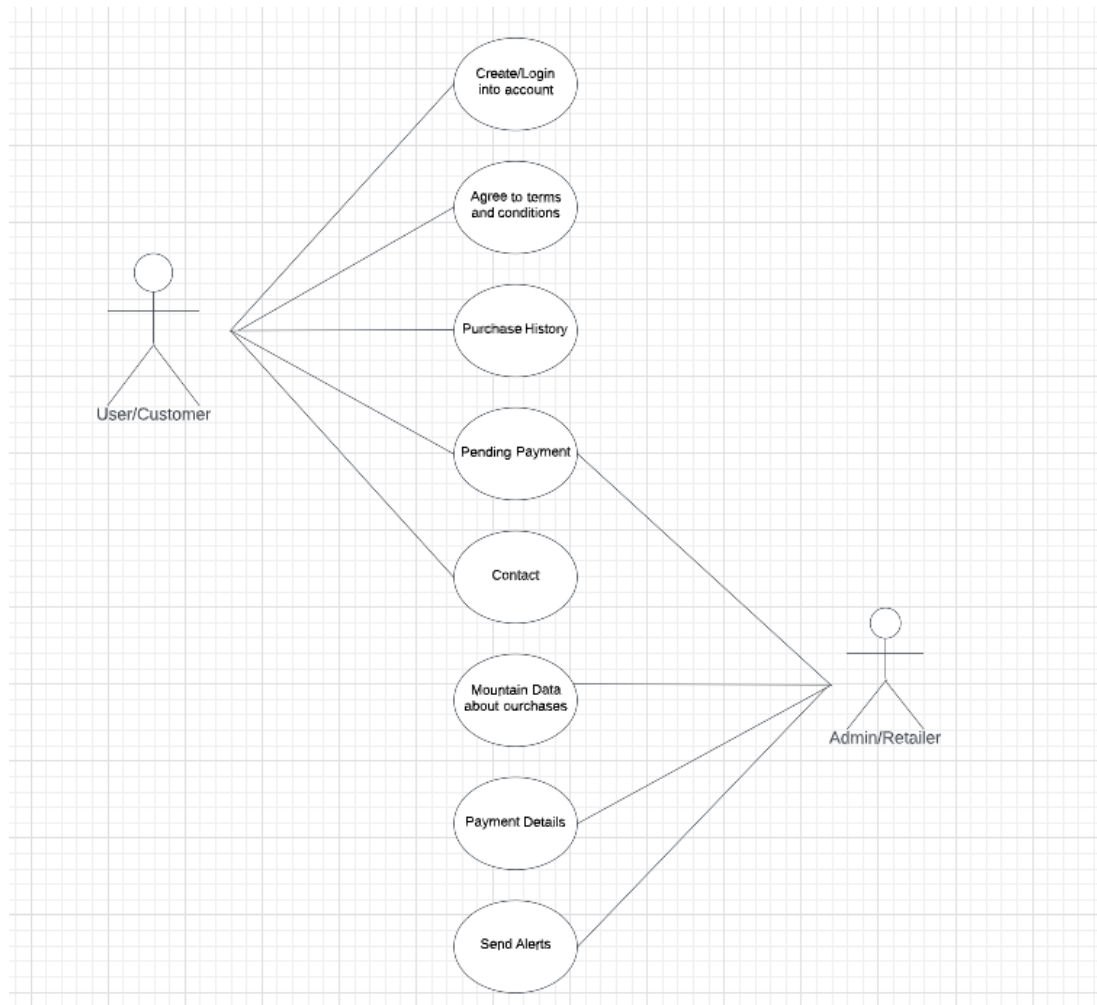 Create/Login
into account
Agree to terms
and conditions
Purchase History
User/Customer
Pending Payment
Contact
Mountain Data
about ourchases
Admin/Retailer
Payment Details
Send Alerts